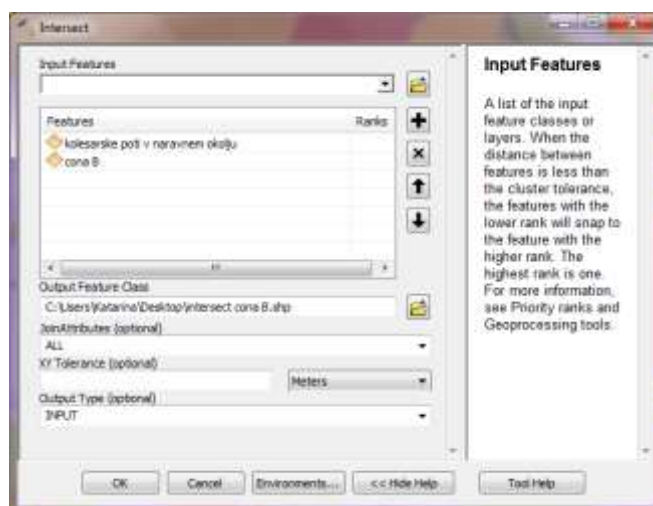 Intersect
Input Features
Features Ranks
kolesarske poti v naravnem okolju
cona B
Output Feature Class
C:\Users\Katarina\Desktop\intersect cona B.shp
JoinAttributes (optional)
ALL
XY Tolerance (optional)
Meters
Output Type (optional)
INPUT
OK Cancel Environments... << Hide Help Tool Help
Input Features
A list of the input
feature classes or
layers. When the
distance between
features is less than
the cluster tolerance,
the features with the
lower rank will snap to
the feature with the
higher rank. The
highest rank is one.
For more information,
see Priority ranks and
Geoprocessing tools.